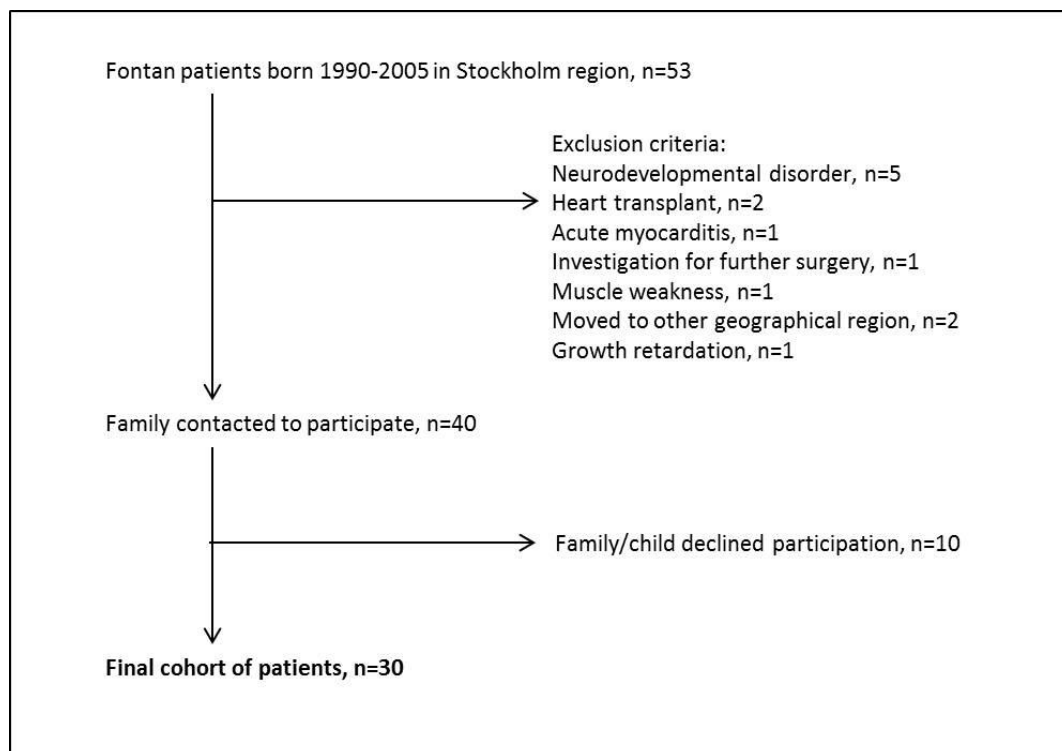 Fontan patients born 1990-2005 in Stockholm region, n=53
Exclusion criteria:
Neurodevelopmental disorder, n=5
Heart transplant, n=2
Acute myocarditis, n=1
Investigation for further surgery, n=1
Muscle weakness, n=1
Moved to other geographical region, n=2
Growth retardation, n=1
Family contacted to participate, n=40
Family/child declined participation, n=10
Final cohort of patients, n=30